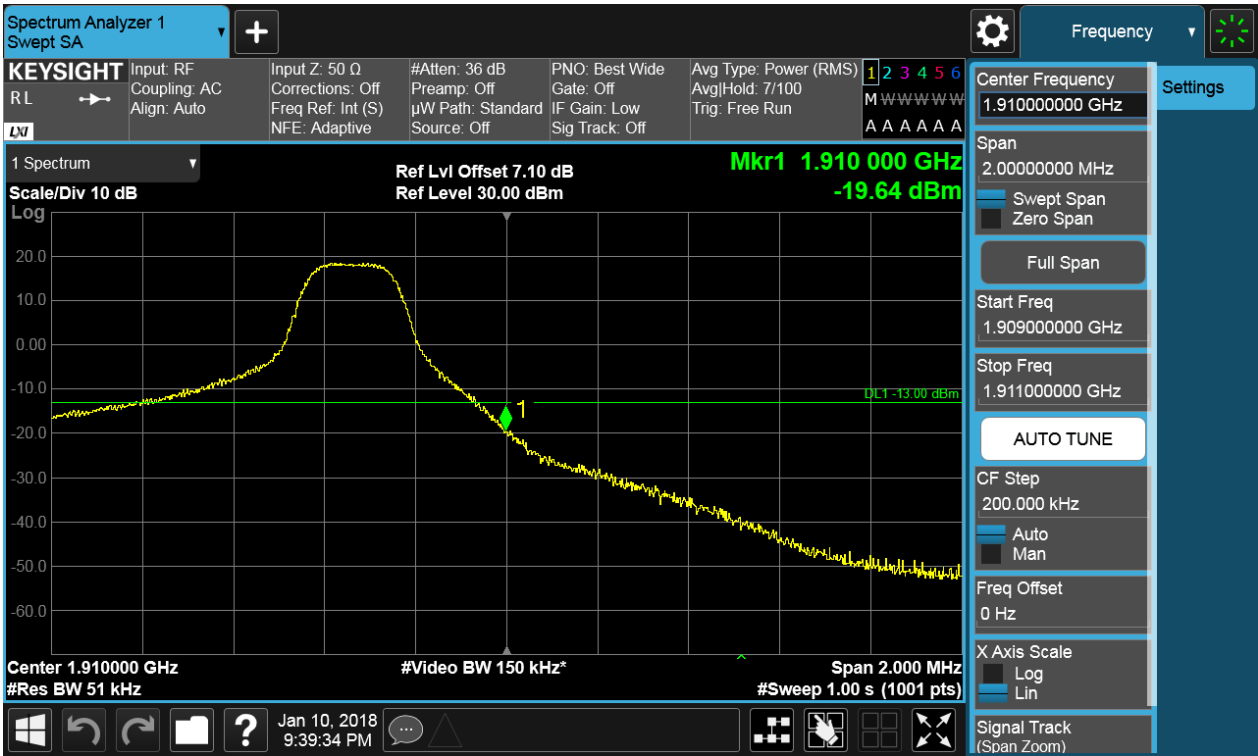 Spectrum Analyzer 1
Swept SA
+
Frequency
KEYSIGHT
R L
LXI
Input: RF
Coupling: AC
Align: Auto
Input Z: 50 Ω
Corrections: Off
Freq Ref: Int (S)
NFE: Adaptive
#Atten: 36 dB
Preamp: Off
µW Path: Standard
Source: Off
PNO: Best Wide
Gate: Off
IF Gain: Low
Sig Track: Off
Avg Type: Power (RMS)
Avg|Hold: 7/100
Trig: Free Run
1 2 3 4 5 6
M W W W W W
A A A A A A
1 Spectrum
Scale/Div 10 dB
Log
Ref Lvl Offset 7.10 dB
Ref Level 30.00 dBm
Mkr1 1.910 000 GHz
-19.64 dBm
20.0
10.0
0.00
-10.0
-20.0
-30.0
-40.0
-50.0
-60.0
DL1 -13.00 dBm
1
Center 1.910000 GHz
#Res BW 51 kHz
#Video BW 150 kHz*
Span 2.000 MHz
#Sweep 1.00 s (1001 pts)
Center Frequency
1.910000000 GHz
Span
2.00000000 MHz
Swept Span
Zero Span
Full Span
Start Freq
1.909000000 GHz
Stop Freq
1.911000000 GHz
AUTO TUNE
CF Step
200.000 kHz
Auto
Man
Freq Offset
0 Hz
X Axis Scale
Log
Lin
Signal Track
(Span Zoom)
Settings
?
Jan 10, 2018
9:39:34 PM